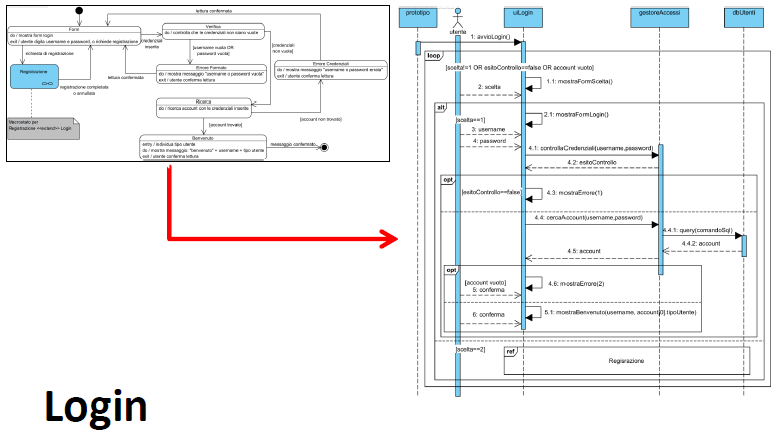 lettura confermata
Form
do / mostra form login
exit / utente digita username e password, o richiede registrazione
credenziali
inserite
Verifica
do / controlla che le credenziali non siano vuote
[username vuota OR
password vuota]
[credenziali
non vuote]
richiesta di registrazione
Registrazione
registrazione completata
o annullata
lettura confermata
Errore Formato
do / mostra messaggio "username o password vuota"
exit / utente conferma lettura
Errore Credenziali
do / mostra messaggio "username o password errata"
exit / utente conferma lettura
Ricerca
do / ricerca account con le credenziali inserite
[account trovato]
[account non trovato]
Macrostato per
Registrazione <<extend>> Login
Benvenuto
entry / individua tipo utente
do / mostra messaggio: "benvenuto" + username + tipo utente
exit / utente conferma lettura
messaggio confermato
Login
prototipo
utente
uiLogin
gestoreAccessi
dbUtenti
1: avvioLogin()
loop
[scelta!=1 OR esitoControllo==false OR account vuoto]
1.1: mostraFormScelta()
2: scelta
alt
[scelta==1]
2.1: mostraFormLogin()
3: username
4: password
4.1: controllaCredenziali(username,password)
4.2: esitoControllo
opt
[esitoControllo==false]
4.3: mostraErrore(1)
4.4: cercaAccount(username,password)
4.4.1: query(comandoSql)
4.4.2: account
4.5: account
opt
[account vuoto]
4.6: mostraErrore(2)
5: conferma
6: conferma
5.1: mostraBenvenuto(username, account[0].tipoUtente)
[scelta==2]
ref
Regisrazione